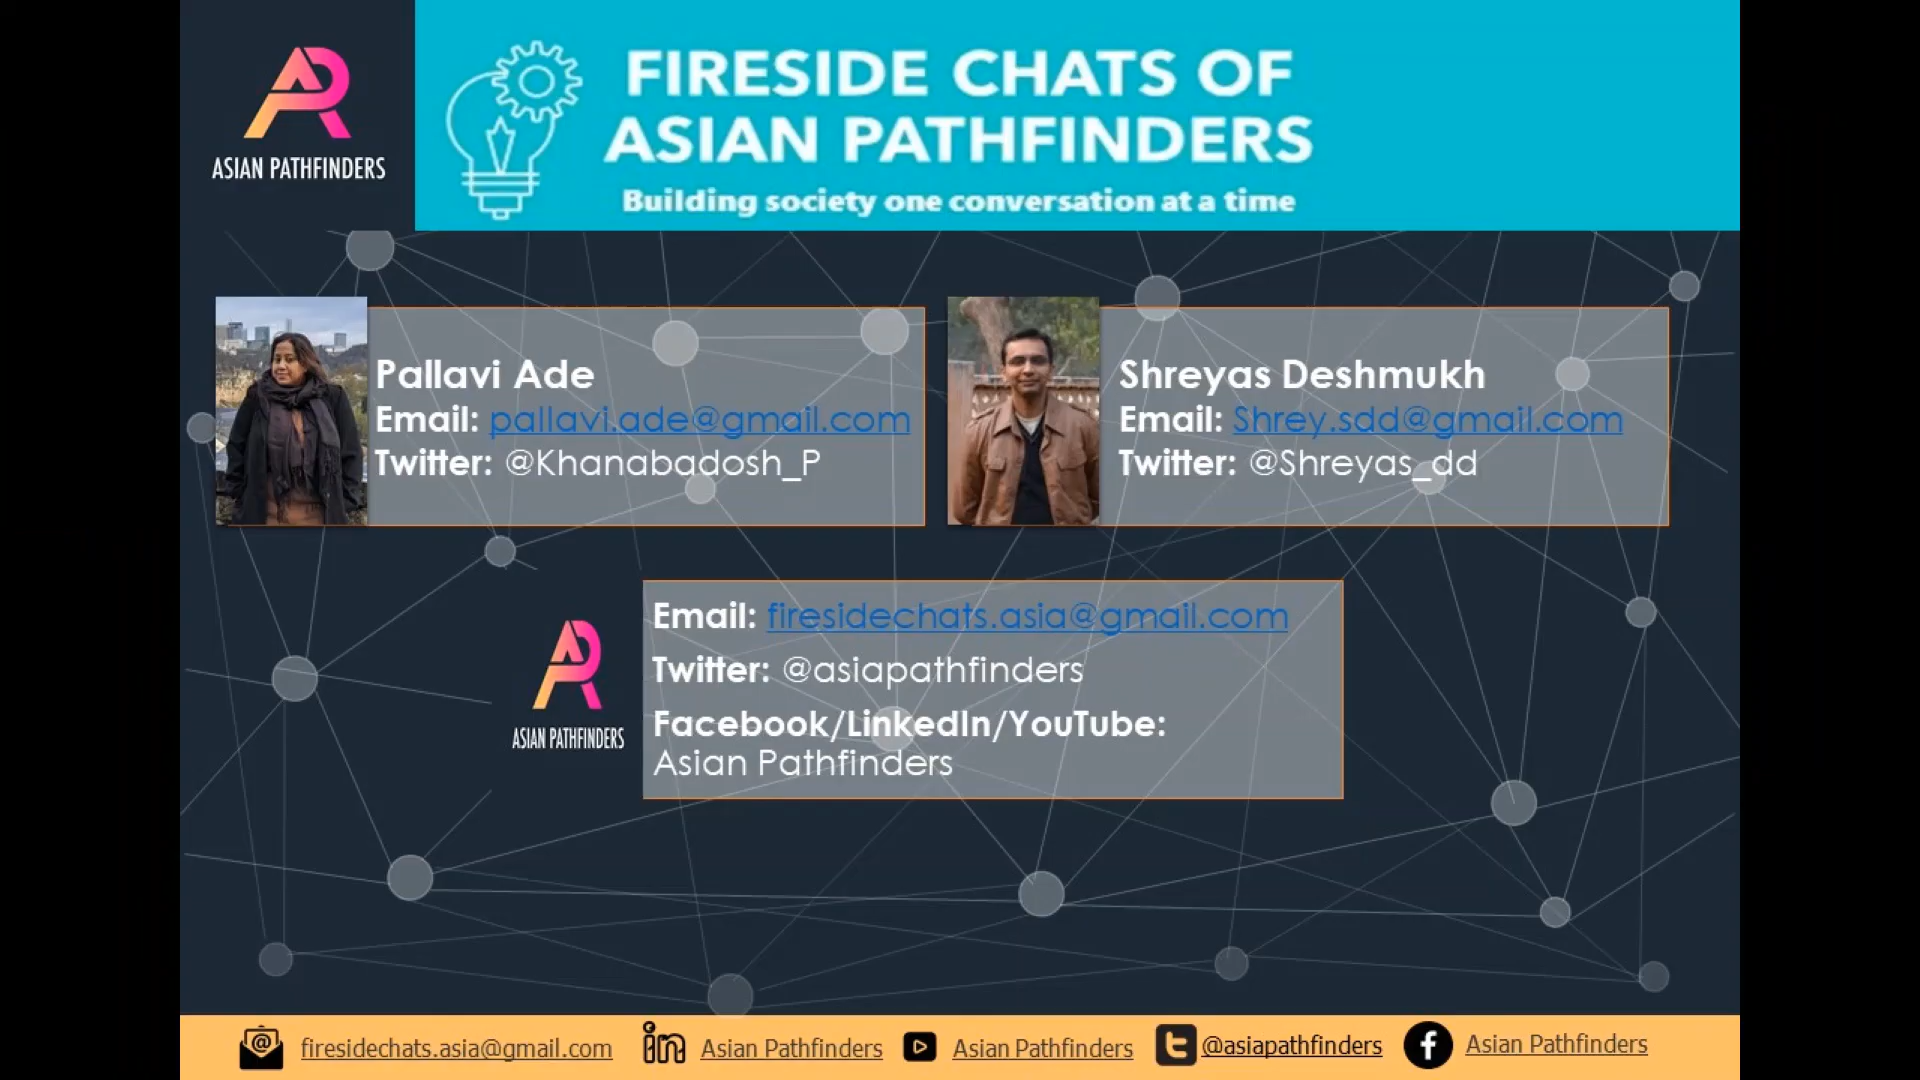 ASIAN PATHFINDERS
FIRESIDE CHATS OF
ASIAN PATHFINDERS
Building society one conversation at a time
Pallavi Ade
Email: pallavi.ade@gmail.com
Twitter: @Khanabadosh_P
Shreyas Deshmukh
Email: Shrey.sdd@gmail.com
Twitter: @Shreyas_dd
ASIAN PATHFINDERS
Email: firesidechats.asia@gmail.com
Twitter: @asiapathfinders
Facebook/LinkedIn/YouTube:
Asian Pathfinders
firesidechats.asia@gmail.com
Asian Pathfinders
Asian Pathfinders
@asiapathfinders
Asian Pathfinders